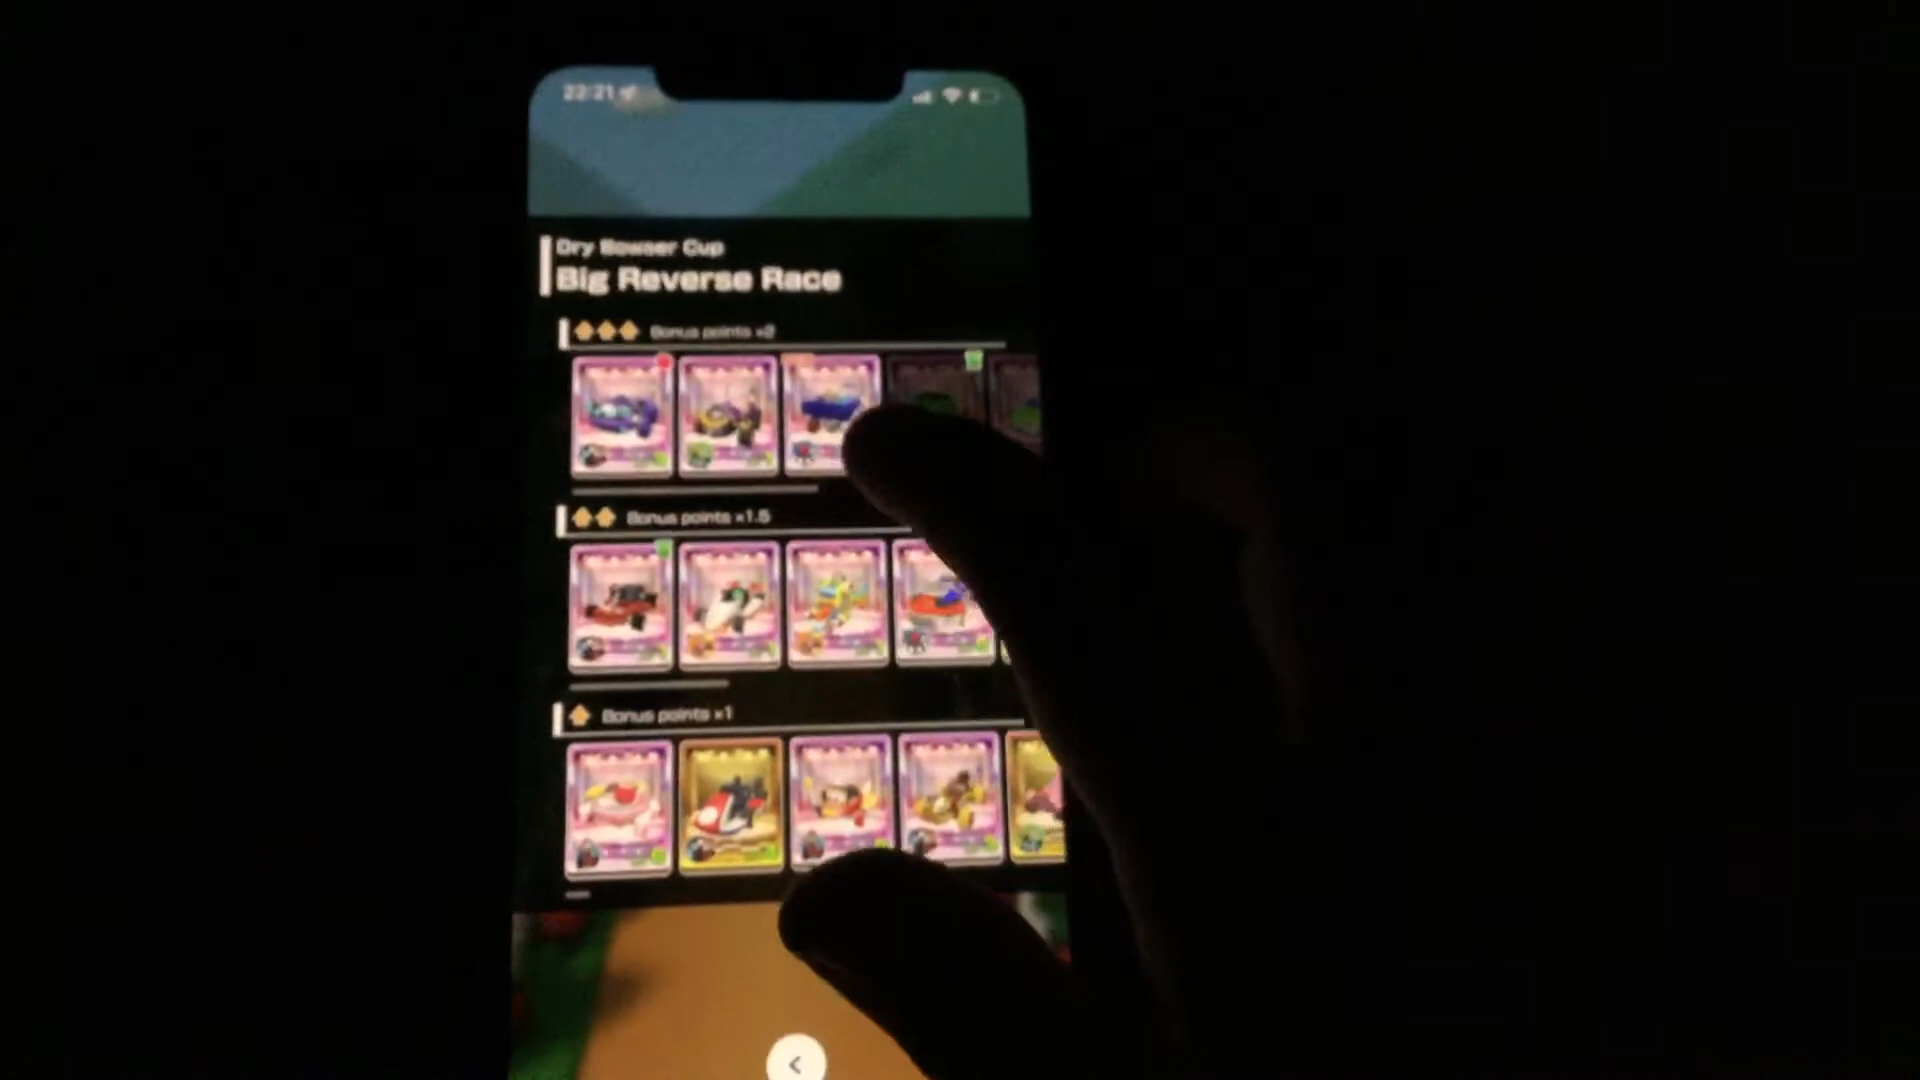 22:21
Dry Bowser Cup
Big Reverse Race
Bonus points ×2
Bonus points ×1.5
Bonus points ×1